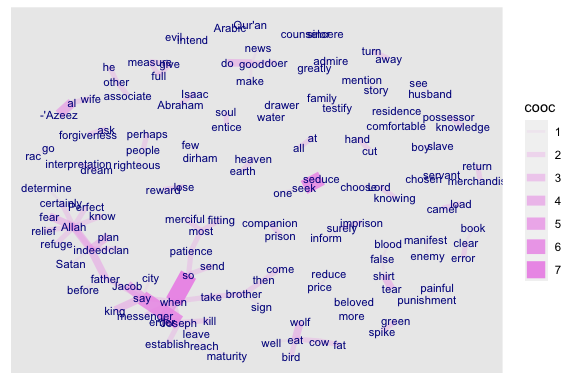 Arabic Qur'an
evil intend counselor sincere
news turn
he measure give do good doer greatly admire away
full
other make mention see
al wife associate Isaac family story husband
-'Azeez Abraham drawer testify residence possessor
soul water
forgiveness ask perhaps entice comfortable knowledge
go people few at hand boy slave
rac all cut
interpretation righteous dirham heaven return
dream earth servant
determine reward lose seduce choose Lord chosen merchandis
one seek
certainly Perfect knowing camel load
fear know merciful fitting companion imprison
relief Allah most surely book
refuge plan prison inform blood manifest clear
indeed clan patience
Satan send come false enemy error
father city so then reduce shirt
before Jacob price tear painful
say when take brother beloved punishment
king messenger sign more
Joseph kill wolf green
leave spike
establish reach well eat cow fat
maturity bird
COOC
1
2
3
4
5
6
7